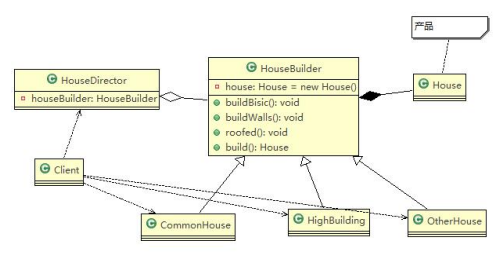 产品
C HouseBuilder
house: House = new House()
buildBisic(): void
buildWalls(): void
roofed(): void
build(): House
C HouseDirector
houseBuilder: HouseBuilder
C House
C Client
C CommonHouse
C HighBuilding
C OtherHouse